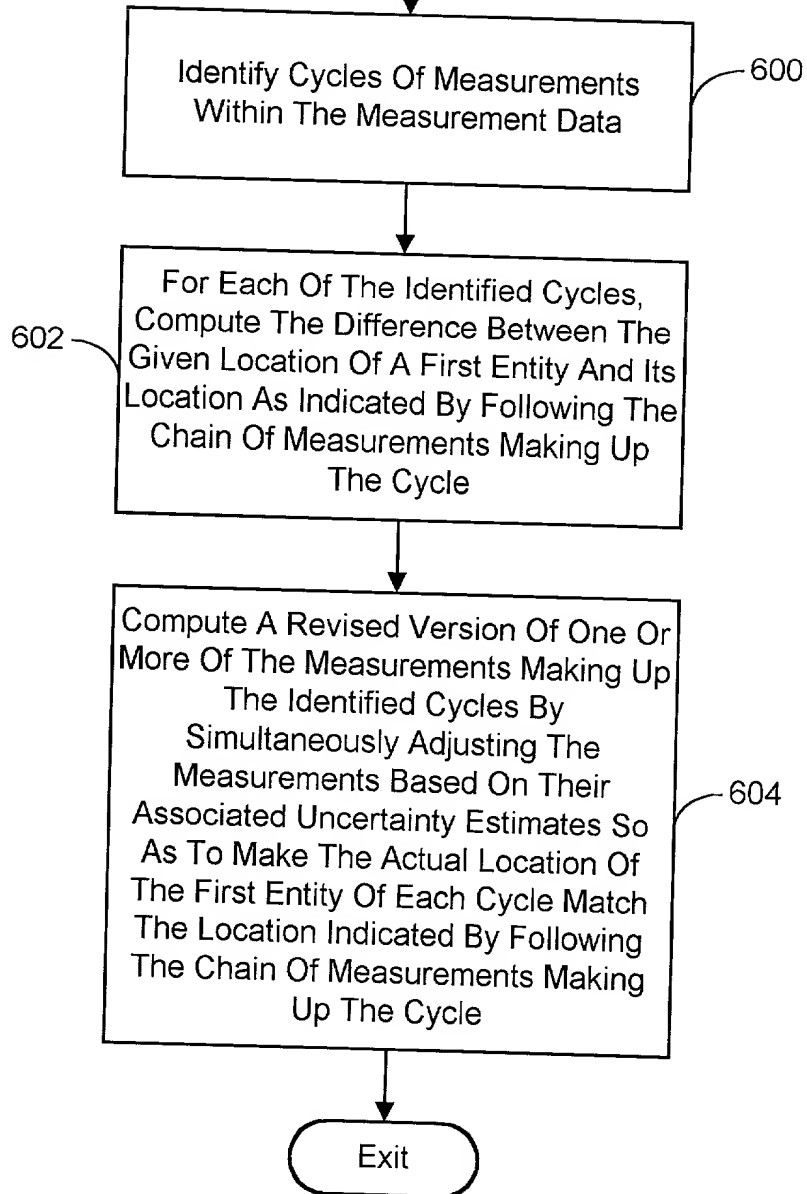 Identify Cycles Of Measurements
Within The Measurement Data
600
For Each Of The Identified Cycles,
Compute The Difference Between The
Given Location Of A First Entity And Its
Location As Indicated By Following The
Chain Of Measurements Making Up
The Cycle
602
Compute A Revised Version Of One Or
More Of The Measurements Making Up
The Identified Cycles By
Simultaneously Adjusting The
Measurements Based On Their
Associated Uncertainty Estimates So
As To Make The Actual Location Of
The First Entity Of Each Cycle Match
The Location Indicated By Following
The Chain Of Measurements Making
Up The Cycle
604
Exit